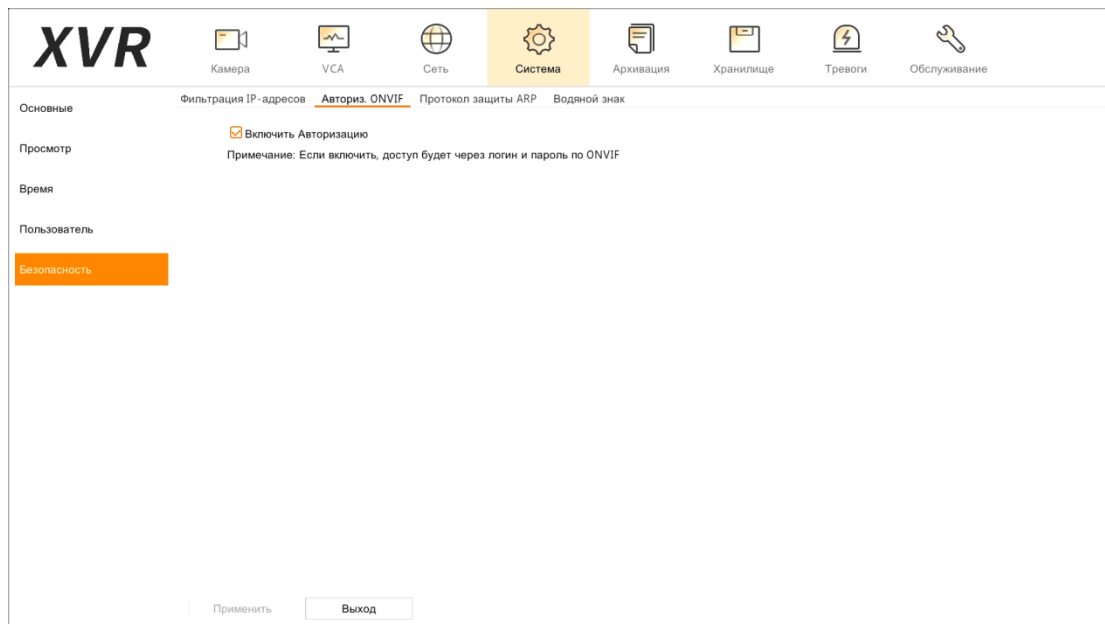 XVR
Камера
VCA
Сеть
Система
Архивация
Хранилище
Тревоги
Обслуживание
Основные
Просмотр
Время
Пользователь
Безопасность
Фильтрация IP-адресов Авториз. ONVIF Протокол защиты ARP Водяной знак
Включить Авторизацию
Примечание: Если включить, доступ будет через логин и пароль по ONVIF
Применить
Выход